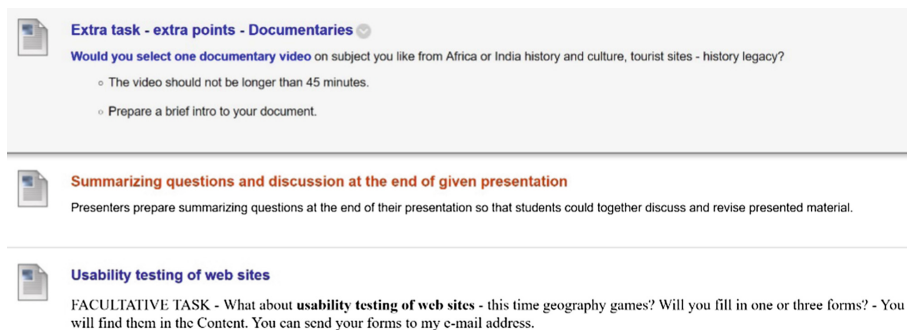 Extra task - extra points - Documentaries
Would you select one documentary video on subject you like from Africa or India history and culture, tourist sites - history legacy?
The video should not be longer than 45 minutes.
Prepare a brief intro to your document.
Summarizing questions and discussion at the end of given presentation
Presenters prepare summarizing questions at the end of their presentation so that students could together discuss and revise presented material.
Usability testing of web sites
FACULTATIVE TASK - What about usability testing of web sites - this time geography games? Will you fill in one or three forms? - You
will find them in the Content. You can send your forms to my e-mail address.